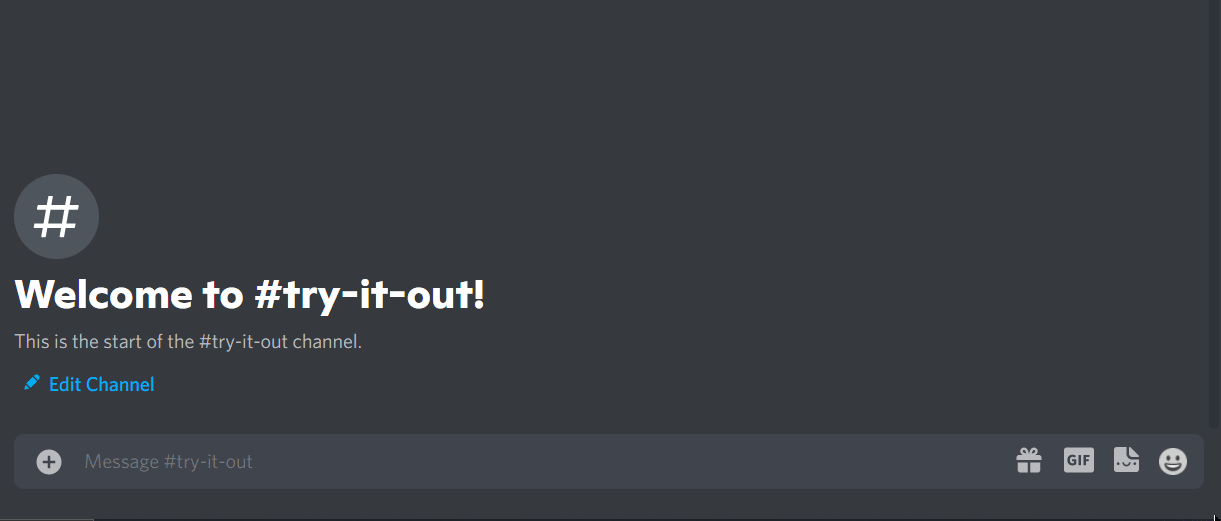 #
Welcome to #try-it-out!
This is the start of the #try-it-out channel.
Edit Channel
Message #try-it-out
GIF